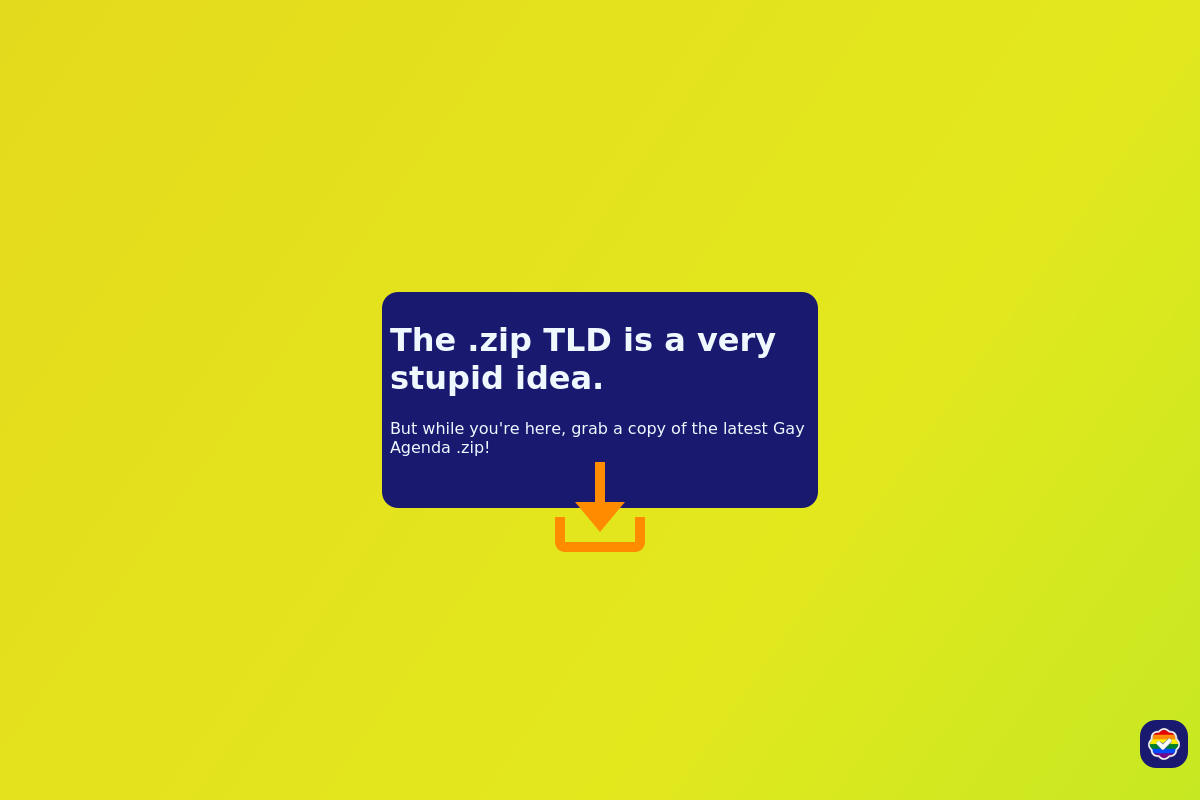 The .zip TLD is a very
stupid idea.
But while you're here, grab a copy of the latest Gay
Agenda .zip!